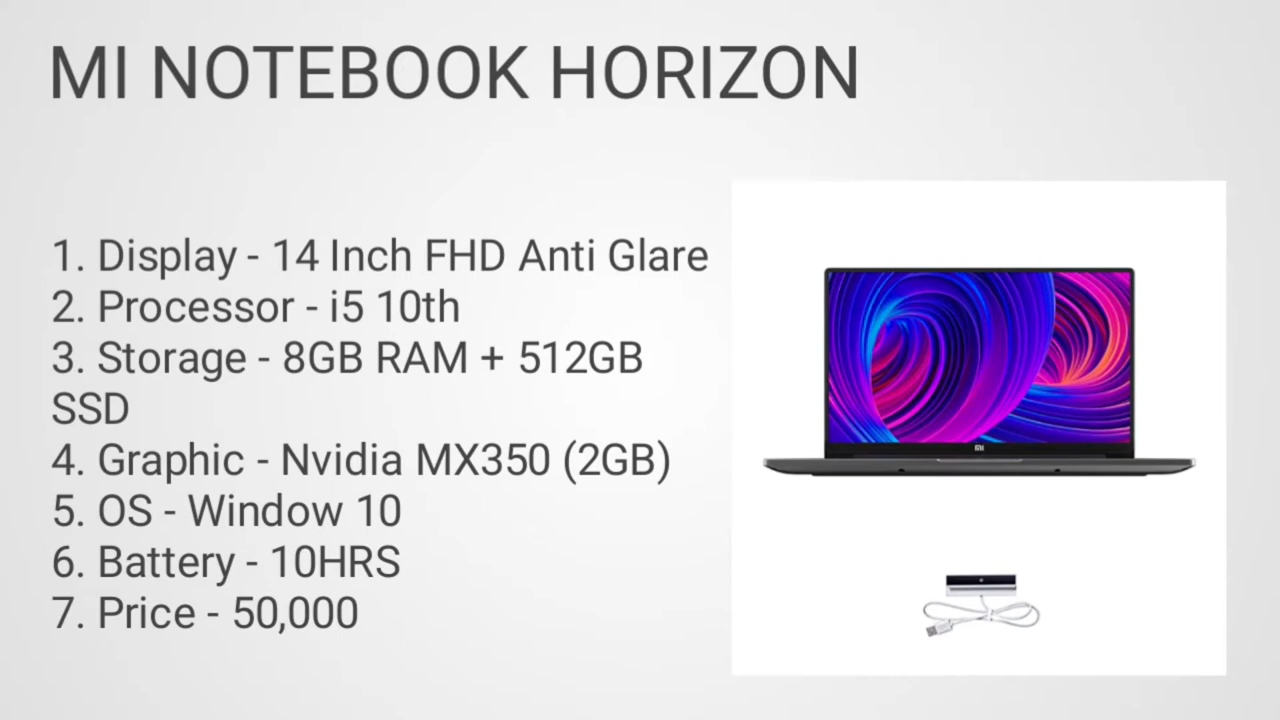 MI NOTEBOOK HORIZON
1. Display - 14 Inch FHD Anti Glare
2. Processor - i5 10th
3. Storage - 8GB RAM + 512GB
SSD
4. Graphic - Nvidia MX350 (2GB)
5. OS - Window 10
6. Battery - 10HRS
7. Price - 50,000
mi